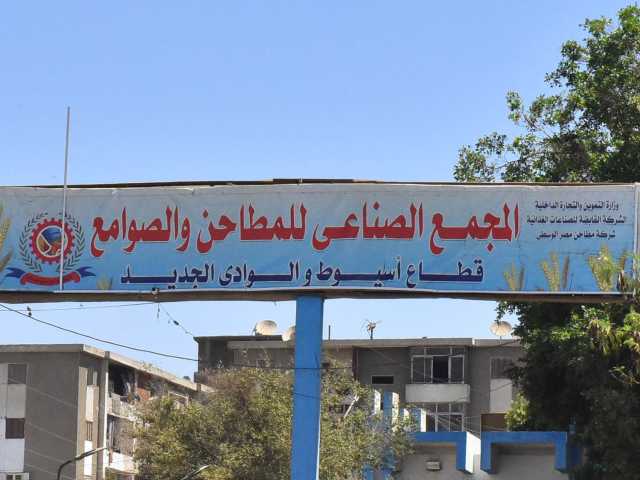 وزارة التموين والتجارة الداخلية
الشركة القابضة للصناعات الغذائية
شركة مطاحن مصر الوسطى
المجمع الصناعى للمطاحن والصوامع
قطاع أسيوط و الوادى الجديد